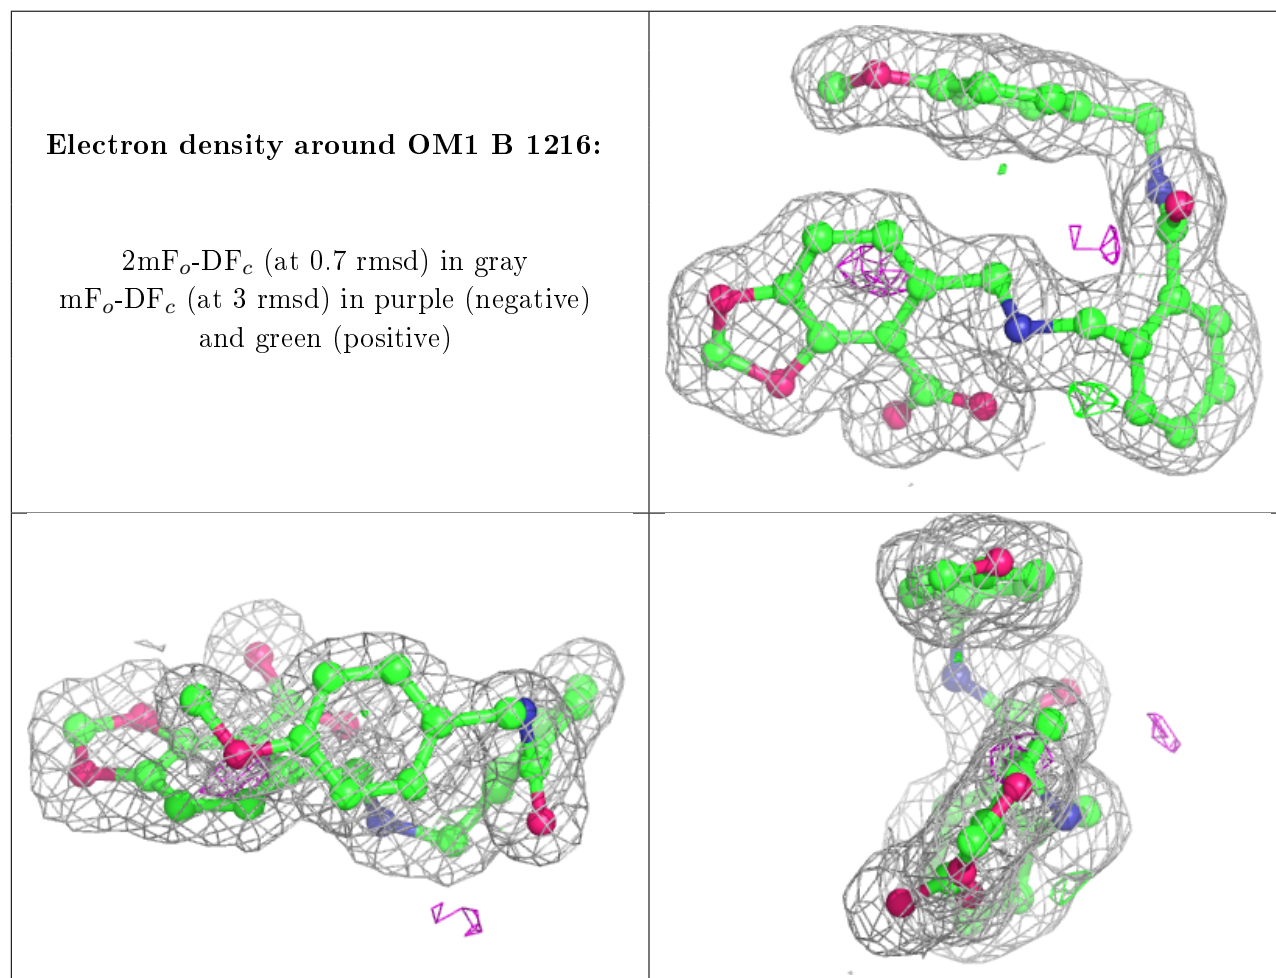 Electron density around OM1 B 1216:
2mFₒ-DF𝒸 (at 0.7 rmsd) in gray
mFₒ-DF𝒸 (at 3 rmsd) in purple (negative)
and green (positive)